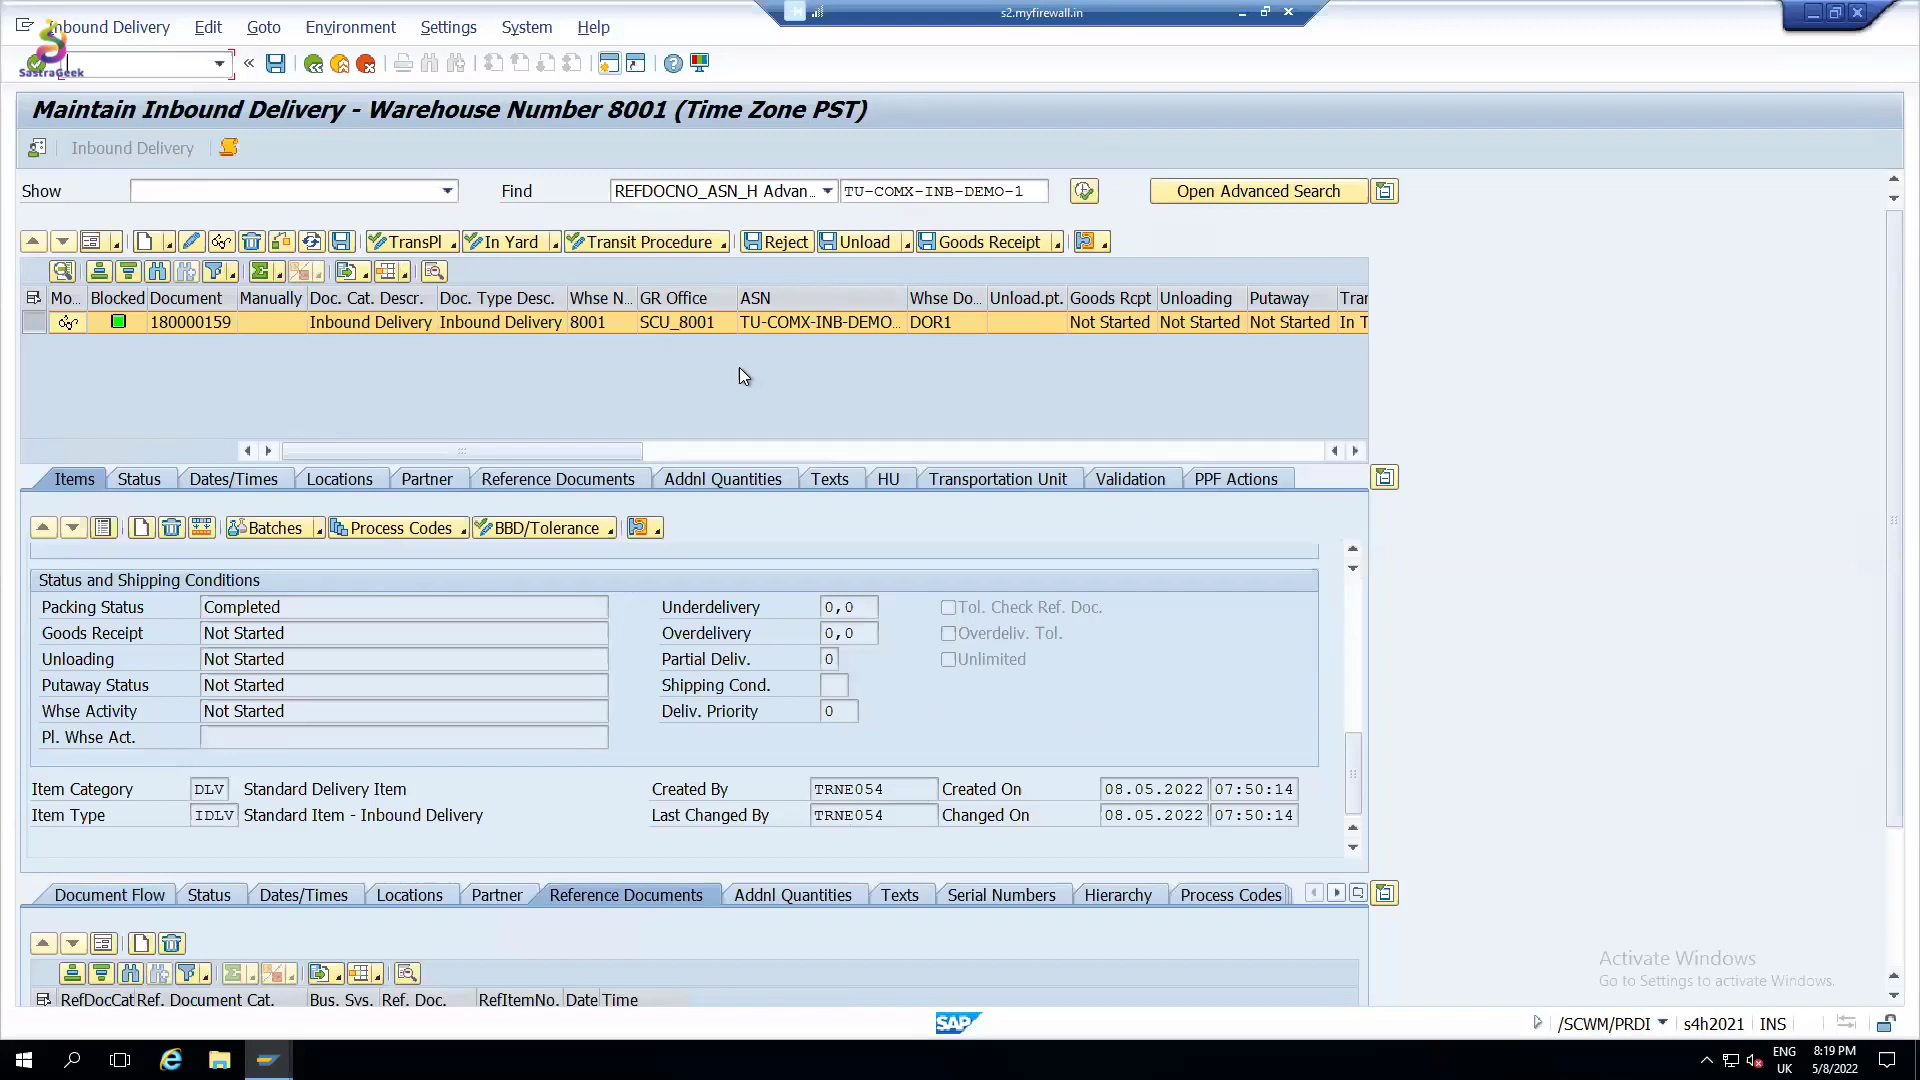 s2.myfirewall.in
Inbound Delivery Edit Goto Environment Settings System Help
SastraGeek
Maintain Inbound Delivery - Warehouse Number 8001 (Time Zone PST)
Inbound Delivery
Show Find REFDOCNO_ASN_H Advan... TU-COMX-INB-DEMO-1 Open Advanced Search
TransPl In Yard Transit Procedure Reject Unload Goods Receipt
Mo... Blocked Document Manually Doc. Cat. Descr. Doc. Type Desc. Whse N... GR Office ASN Whse Do... Unload.pt. Goods Rcpt Unloading Putaway Trar
180000159 Inbound Delivery Inbound Delivery 8001 SCU_8001 TU-COMX-INB-DEMO... DOR1 Not Started Not Started Not Started In T
Items Status Dates/Times Locations Partner Reference Documents Addnl Quantities Texts HU Transportation Unit Validation PPF Actions
Batches Process Codes BBD/Tolerance
Status and Shipping Conditions
Packing Status Completed Underdelivery 0,0 Tol. Check Ref. Doc.
Goods Receipt Not Started Overdelivery 0,0 Overdeliv. Tol.
Unloading Not Started Partial Deliv. 0 Unlimited
Putaway Status Not Started Shipping Cond.
Whse Activity Not Started Deliv. Priority 0
Pl. Whse Act.
Item Category DLV Standard Delivery Item Created By TRNE054 Created On 08.05.2022 07:50:14
Item Type IDLV Standard Item - Inbound Delivery Last Changed By TRNE054 Changed On 08.05.2022 07:50:14
Document Flow Status Dates/Times Locations Partner Reference Documents Addnl Quantities Texts Serial Numbers Hierarchy Process Codes
Activate Windows
Go to Settings to activate Windows.
RefDocCat Ref. Document Cat. Bus. Sys. Ref. Doc. RefItemNo. Date Time
SAP /SCWM/PRDI s4h2021 INS
ENG 8:19 PM
UK 5/8/2022